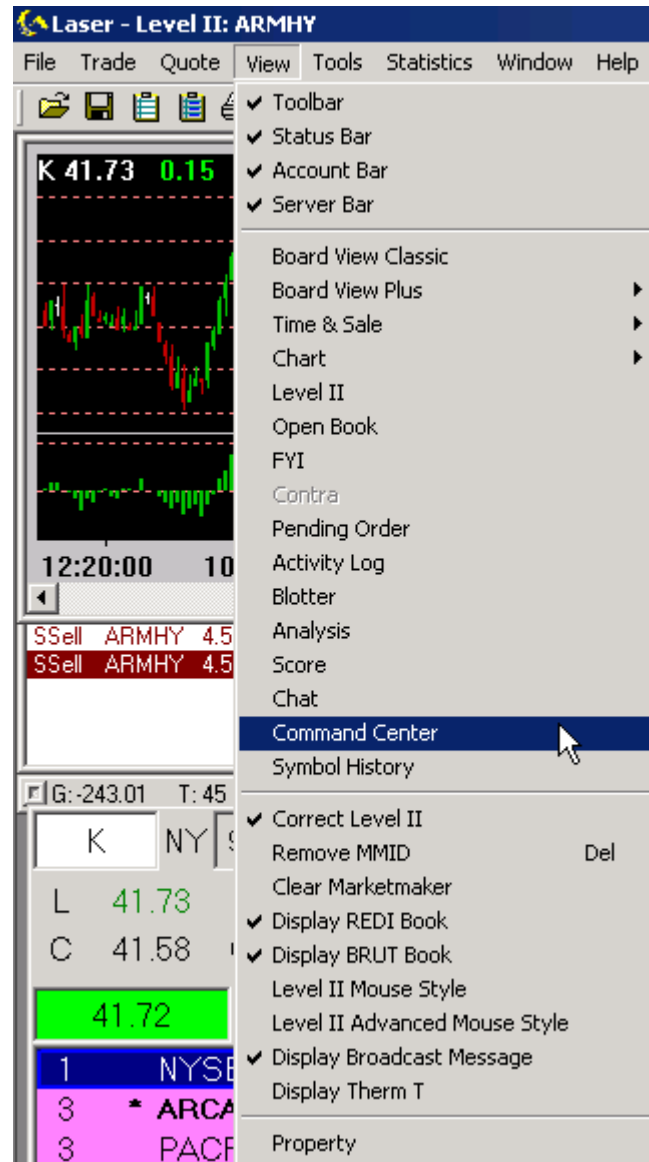 Laser - Level II: ARMHY
File Trade Quote View Tools Statistics Window Help
Toolbar
Status Bar
Account Bar
Server Bar
Board View Classic
Board View Plus
Time & Sale
Chart
Level II
Open Book
FYI
Contra
Pending Order
Activity Log
Blotter
Analysis
Score
Chat
Command Center
Symbol History
Correct Level II
Remove MMID Del
Clear Marketmaker
Display REDI Book
Display BRUT Book
Level II Mouse Style
Level II Advanced Mouse Style
Display Broadcast Message
Display Therm T
Property
K 41.73 0.15
12:20:00 10
SSell ARMHY 4.5
SSell ARMHY 4.5
G:-243.01 T: 45
K NY
L 41.73
C 41.58
41.72
1 NYSE
3 * ARCA
3 PACF